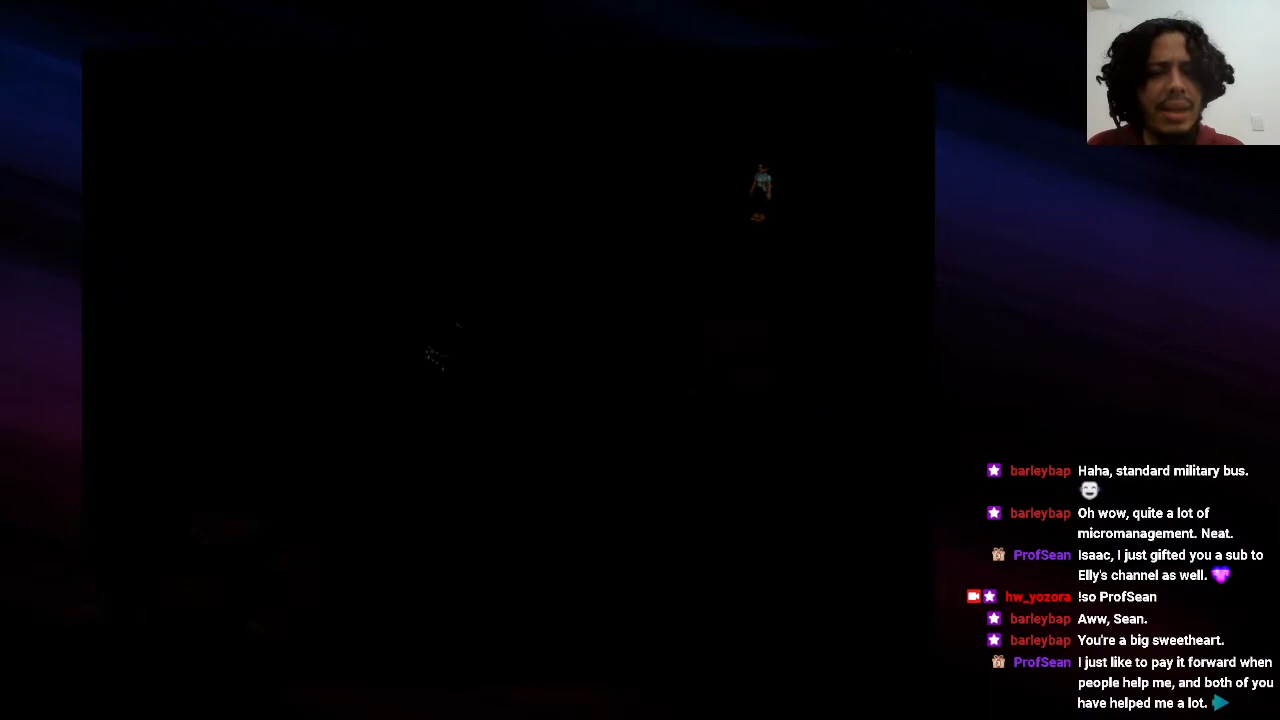 barleybap Haha, standard military bus.
barleybap Oh wow, quite a lot of
micromanagement. Neat.
ProfSean Isaac, I just gifted you a sub to
Elly's channel as well.
hw_yozora !so ProfSean
barleybap Aww, Sean.
barleybap You're a big sweetheart.
ProfSean I just like to pay it forward when
people help me, and both of you
have helped me a lot.